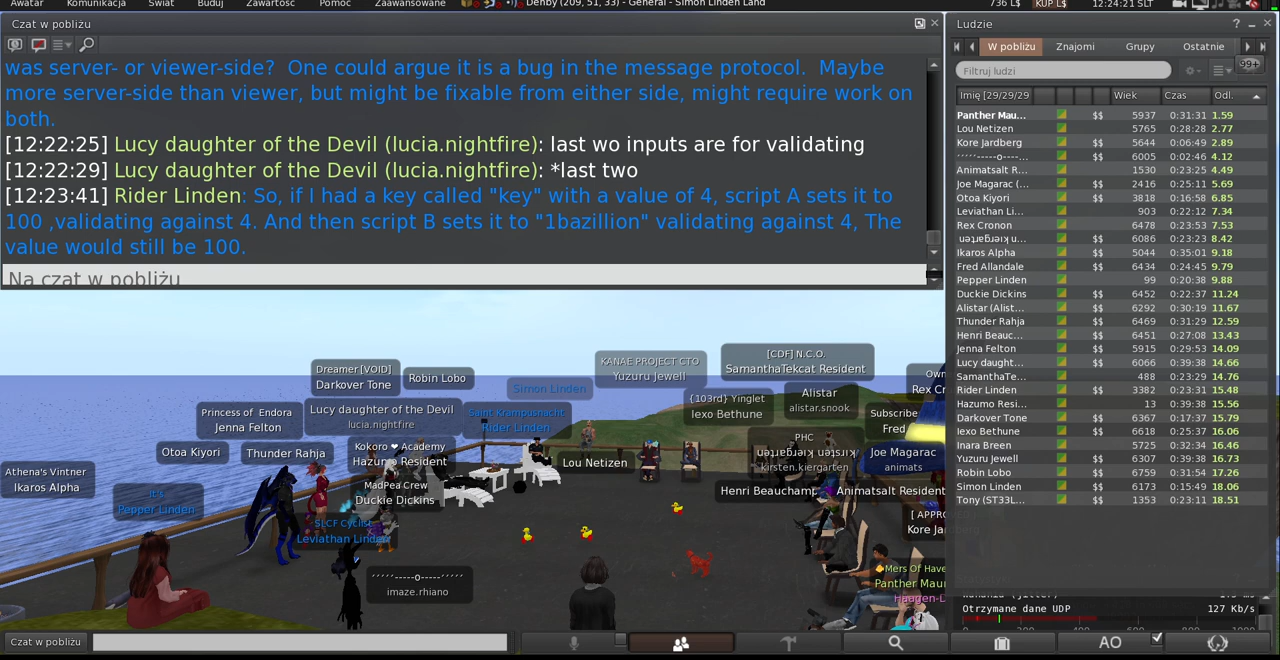 Awatar Komunikacja Świat Buduj Zawartość Pomoc Zaawansowane Denby (209, 51, 33) - General - Simon Linden Land 736 L$ KUP L$ 12:24:21 SLT
Czat w pobliżu
was server- or viewer-side? One could argue it is a bug in the message protocol. Maybe
more server-side than viewer, but might be fixable from either side, might require work on
both.
[12:22:25] Lucy daughter of the Devil (lucia.nightfire): last wo inputs are for validating
[12:22:29] Lucy daughter of the Devil (lucia.nightfire): *last two
[12:23:41] Rider Linden: So, if I had a key called "key" with a value of 4, script A sets it to
100 ,validating against 4. And then script B sets it to "1bazillion" validating against 4, The
value would still be 100.
Na czat w pobliżu
Dreamer [VOID]
Darkover Tone
Robin Lobo
Simon Linden
KANAE PROJECT CTO
Yuzuru Jewell
[CDF] N.C.O.
SamanthaTekcat Resident
Own
Rex Cr
Princess of Endora
Jenna Felton
Lucy daughter of the Devil
lucia.nightfire
Saint Krampusnacht
Rider Linden
{103rd} Yinglet
Iexo Bethune
Alistar
alistar.snook
Subscribe
Fred
Otoa Kiyori
Thunder Rahja
Kokoro ❤ Academy
Hazumo Resident
Lou Netizen
PHC
kirsten.kiergarten
Joe Magarac
animats
Athena's Vintner
Ikaros Alpha
It's
Pepper Linden
MadPea Crew
Duckie Dickins
Henri Beauchamp
Animatsalt Resident
SLCF Cyclist
Leviathan Linden
[ APPRO
Kore Jar
imaze.rhiano
Mers Of Have
Panther Mau
Häagen-D
Czat w pobliżu
Ludzie
? _ ×
W pobliżu Znajomi Grupy Ostatnie
Filtruj ludzi
99+
Imię [29/29/29 Wiek Czas Odl.
Panther Mau... $$ 5937 0:31:31 1.59
Lou Netizen 5765 0:28:28 2.77
Kore Jardberg $$ 5644 0:06:49 2.89
′′′′′-----o----... $$ 6005 0:02:46 4.12
Animatsalt R... 1530 0:23:25 4.49
Joe Magarac (... $$ 2416 0:25:11 5.69
Otoa Kiyori $$ 3818 0:16:58 6.85
Leviathan Li... 903 0:22:12 7.34
Rex Cronon 6478 0:23:53 7.53
$$ 6086 0:23:23 8.42
Ikaros Alpha $$ 5044 0:35:01 9.18
Fred Allandale $$ 6434 0:24:45 9.79
Pepper Linden 99 0:20:38 9.88
Duckie Dickins $$ 6452 0:22:37 11.24
Alistar (Alist... $$ 6292 0:30:19 11.67
Thunder Rahja $$ 6469 0:31:29 12.59
Henri Beauc... $$ 6451 0:27:08 13.43
Jenna Felton $$ 5915 0:29:53 14.09
Lucy daught... $$ 6066 0:39:38 14.66
SamanthaTe... 488 0:23:29 14.76
Rider Linden $$ 3382 0:23:31 15.48
Hazumo Resi... 13 0:39:38 15.56
Darkover Tone $$ 6367 0:17:37 15.79
Iexo Bethune $$ 6618 0:25:37 16.06
Inara Breen 5725 0:32:34 16.46
Yuzuru Jewell $$ 6307 0:39:38 16.73
Robin Lobo $$ 6759 0:31:54 17.26
Simon Linden $$ 6173 0:15:49 18.06
Tony (ST33L... $$ 1353 0:23:11 18.51
Otrzymane dane UDP 127 Kb/s
AO